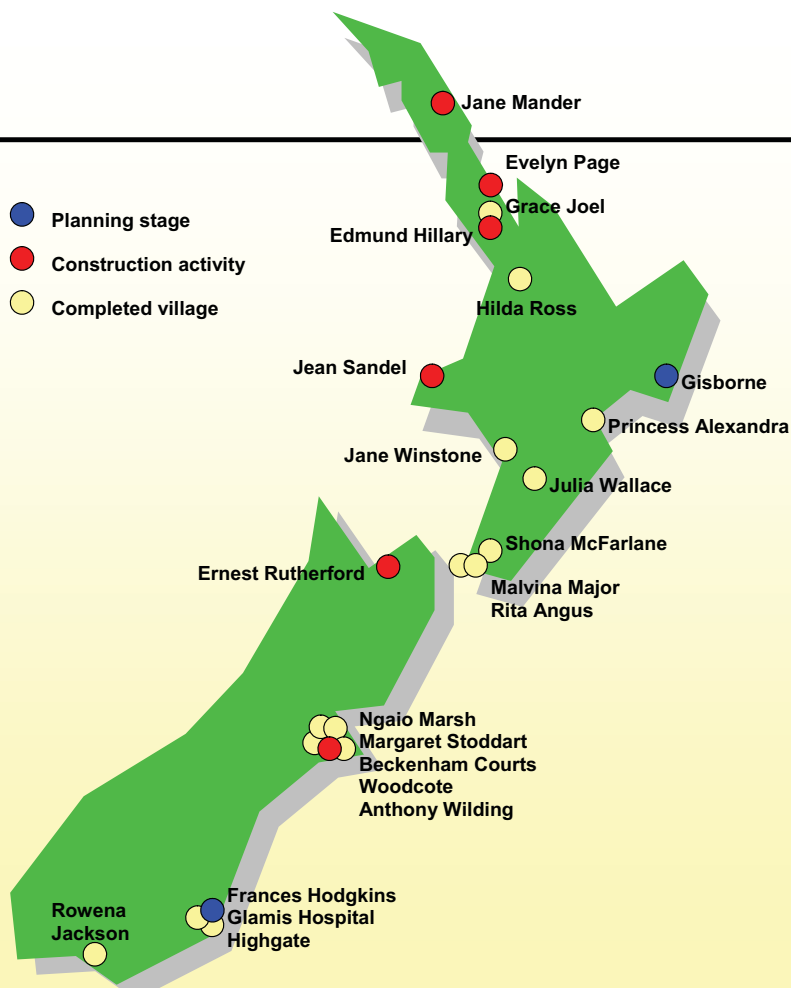 Jane Mander
Evelyn Page
Grace Joel
Edmund Hillary
Planning stage
Construction activity
Completed village
Hilda Ross
Jean Sandel
Gisborne
Princess Alexandra
Jane Winstone
Julia Wallace
Shona McFarlane
Ernest Rutherford
Malvina Major
Rita Angus
Ngaio Marsh
Margaret Stoddart
Beckenham Courts
Woodcote
Anthony Wilding
Frances Hodgkins
Glamis Hospital
Highgate
Rowena
Jackson